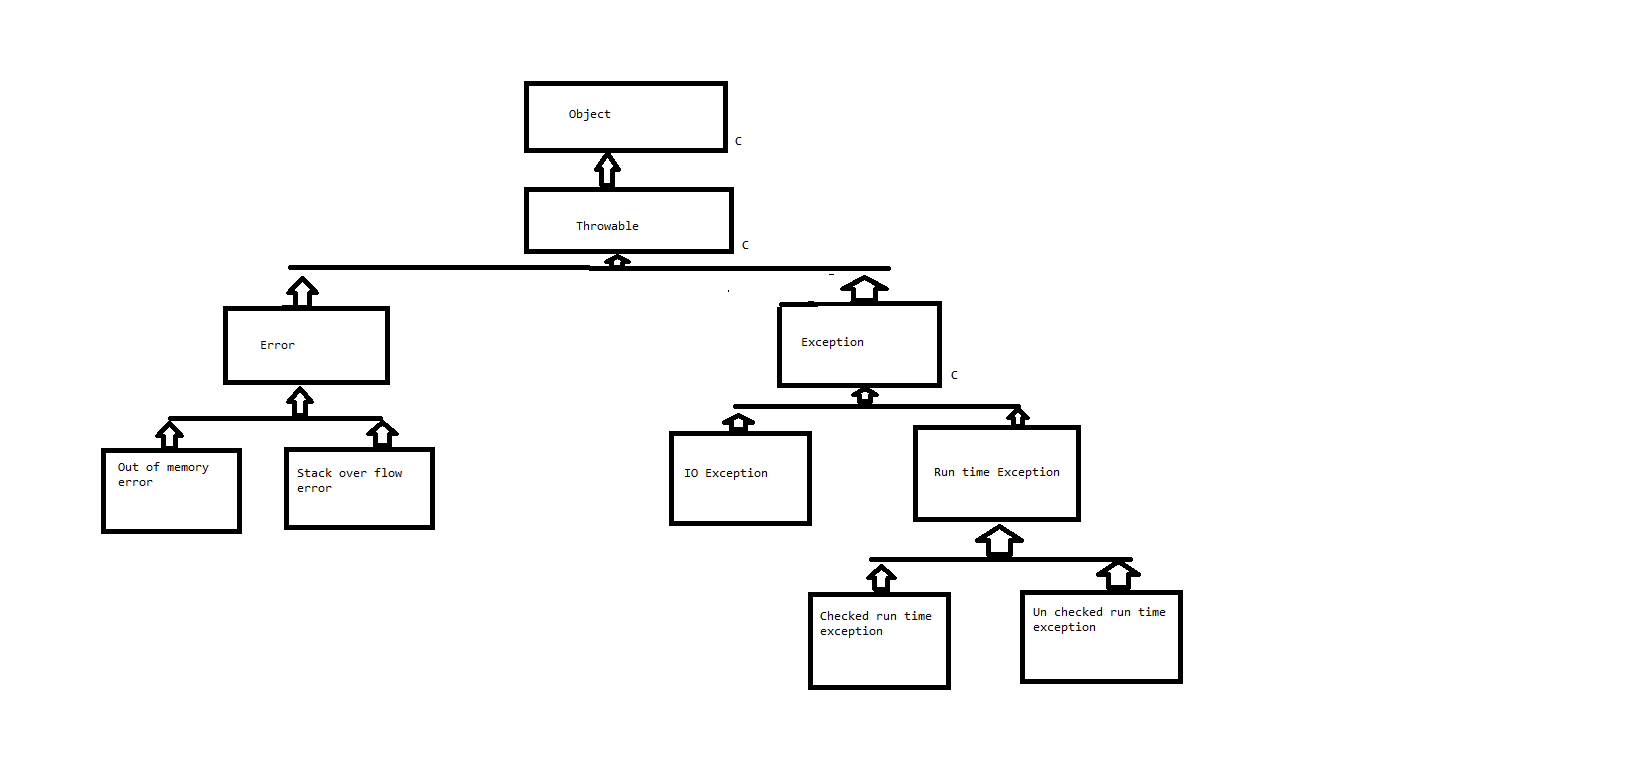 Object
C
Throwable
C
Error
Exception
C
Out of memory
error
Stack over flow
error
IO Exception
Run time Exception
Checked run time
exception
Un checked run time
exception